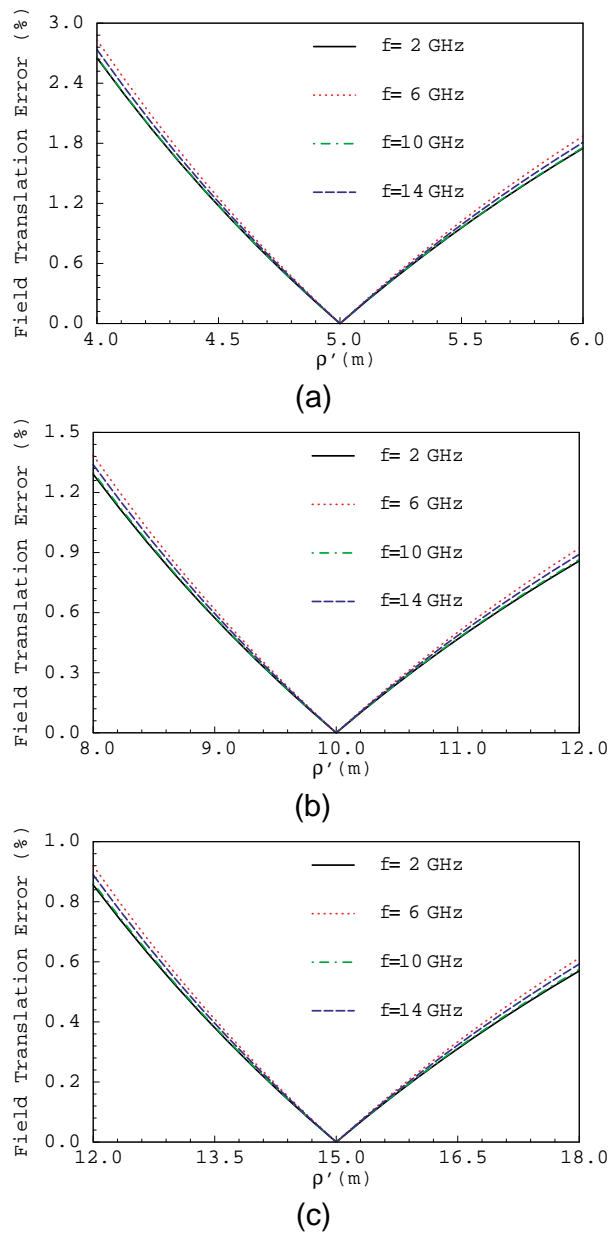 Field Translation Error (%)
3.0
2.4
1.8
1.2
0.6
0.0
f= 2 GHz
f= 6 GHz
f=10 GHz
f=14 GHz
4.0 4.5 5.0 5.5 6.0
ρ′(m)
(a)
Field Translation Error (%)
1.5
1.2
0.9
0.6
0.3
0.0
f= 2 GHz
f= 6 GHz
f=10 GHz
f=14 GHz
8.0 9.0 10.0 11.0 12.0
ρ′(m)
(b)
Field Translation Error (%)
1.0
0.8
0.6
0.4
0.2
0.0
f= 2 GHz
f= 6 GHz
f=10 GHz
f=14 GHz
12.0 13.5 15.0 16.5 18.0
ρ′(m)
(c)